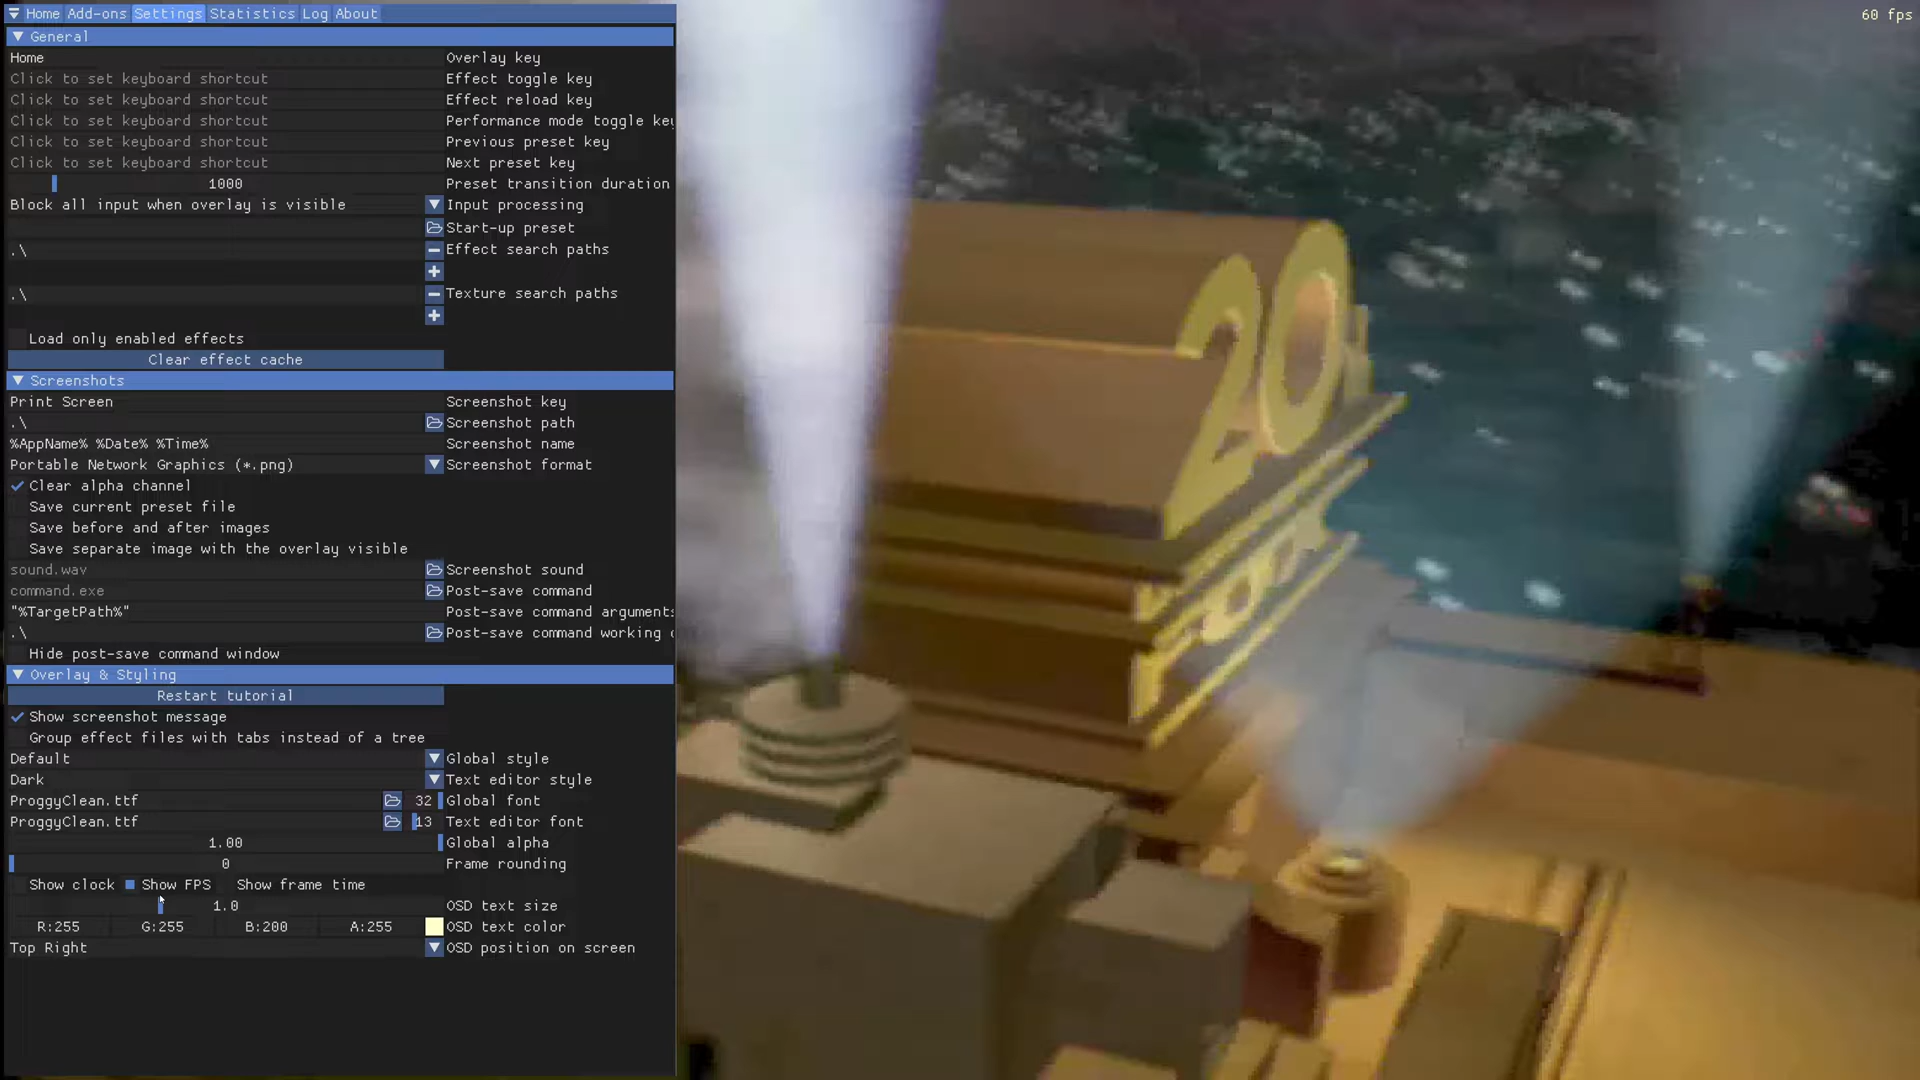 Home Add-ons Settings Statistics Log About
60 fps
General
Home Overlay key
Click to set keyboard shortcut Effect toggle key
Click to set keyboard shortcut Effect reload key
Click to set keyboard shortcut Performance mode toggle key
Click to set keyboard shortcut Previous preset key
Click to set keyboard shortcut Next preset key
1000 Preset transition duration
Block all input when overlay is visible Input processing
Start-up preset
.\ Effect search paths
.\ Texture search paths
Load only enabled effects
Clear effect cache
Screenshots
Print Screen Screenshot key
.\ Screenshot path
%AppName% %Date% %Time% Screenshot name
Portable Network Graphics (*.png) Screenshot format
Clear alpha channel
Save current preset file
Save before and after images
Save separate image with the overlay visible
sound.wav Screenshot sound
command.exe Post-save command
"%TargetPath%" Post-save command arguments
.\ Post-save command working
Hide post-save command window
Overlay & Styling
Restart tutorial
Show screenshot message
Group effect files with tabs instead of a tree
Default Global style
Dark Text editor style
ProggyClean.ttf 32 Global font
ProggyClean.ttf 13 Text editor font
1.00 Global alpha
0 Frame rounding
Show clock Show FPS Show frame time
1.0 OSD text size
R:255 G:255 B:200 A:255 OSD text color
Top Right OSD position on screen
20